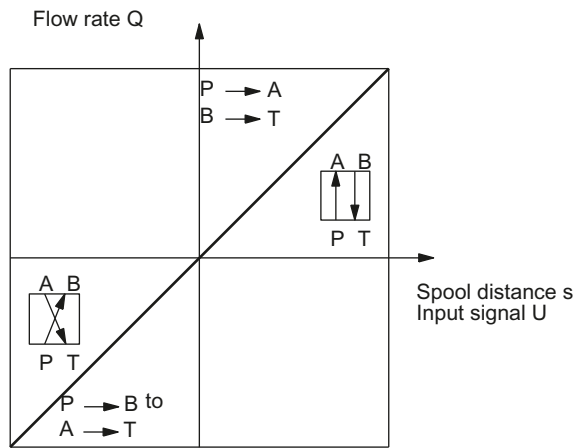 Flow rate Q
P A
B T
A B
P T
Spool distance s
Input signal U
A B
P T
P B to
A T